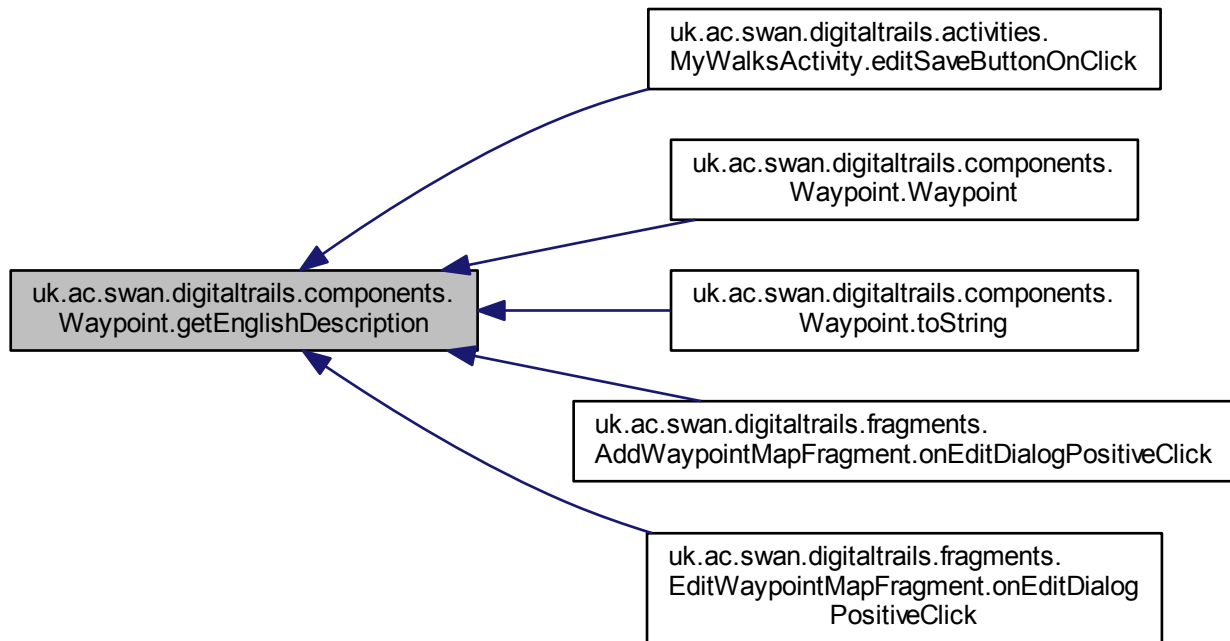 uk.ac.swan.digitaltrails.activities.
MyWalksActivity.editSaveButtonOnClick
uk.ac.swan.digitaltrails.components.
Waypoint.Waypoint
uk.ac.swan.digitaltrails.components.
Waypoint.getEnglishDescription
uk.ac.swan.digitaltrails.components.
Waypoint.toString
uk.ac.swan.digitaltrails.fragments.
AddWaypointMapFragment.onEditDialogPositiveClick
uk.ac.swan.digitaltrails.fragments.
EditWaypointMapFragment.onEditDialog
PositiveClick